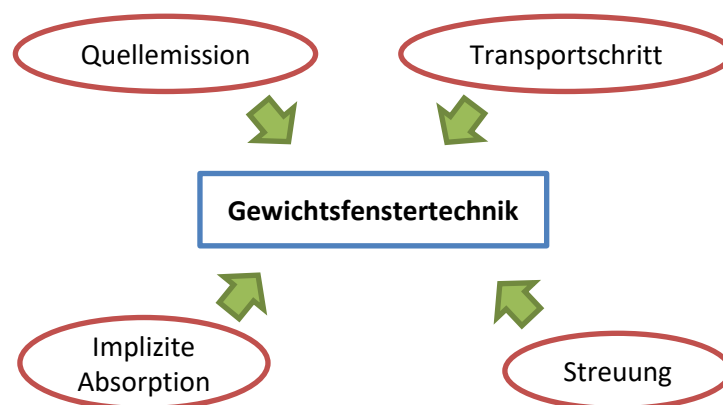 Quellemission
Transportschritt
Gewichtsfenstertechnik
Implizite
Absorption
Streuung